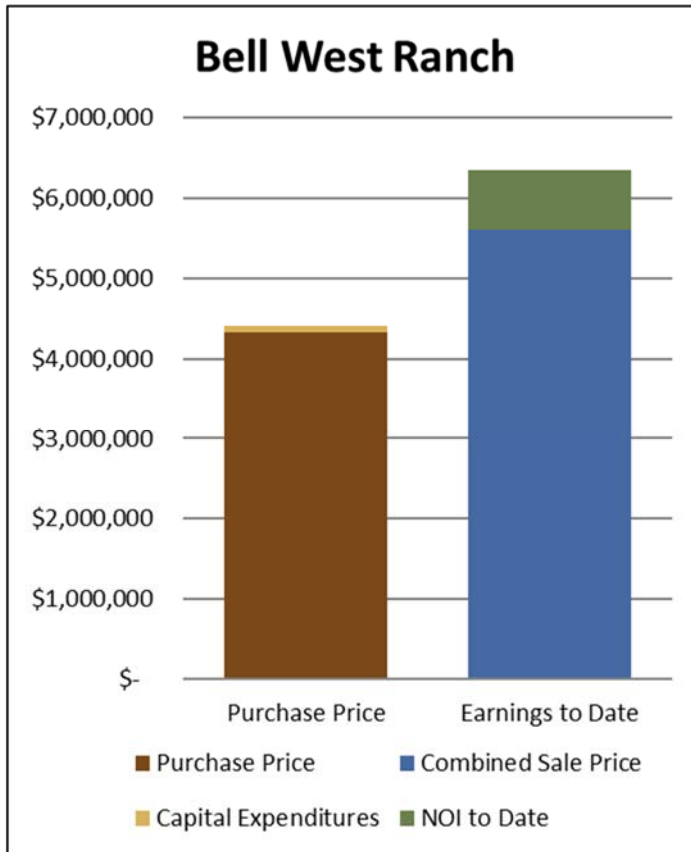 Bell West Ranch
$7,000,000
$6,000,000
$5,000,000
$4,000,000
$3,000,000
$2,000,000
$1,000,000
$-
Purchase Price Earnings to Date
Purchase Price Combined Sale Price
Capital Expenditures NOI to Date